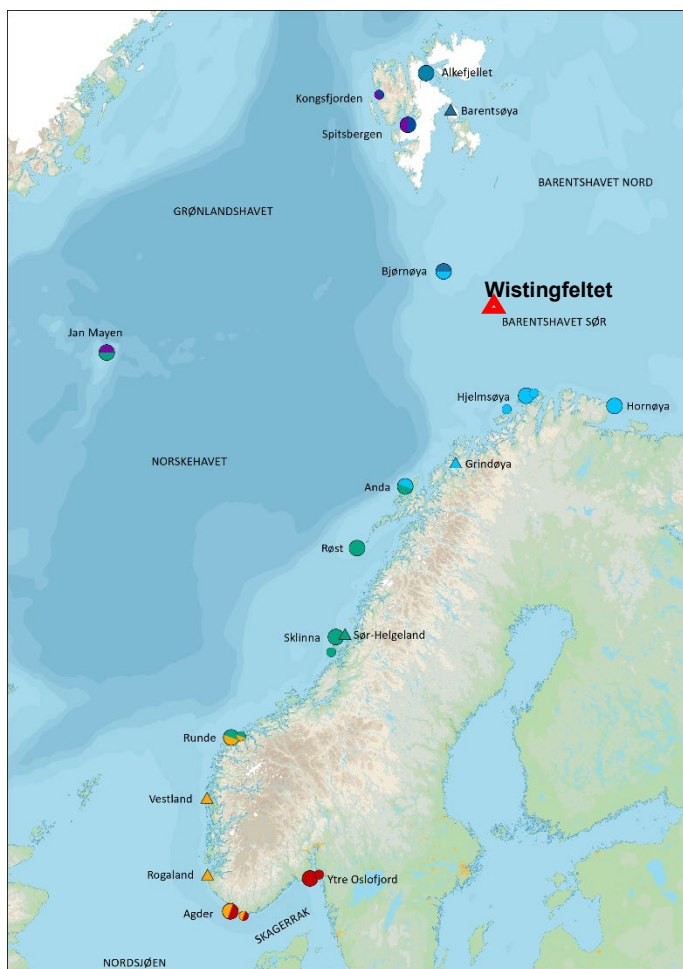 Alkefjellet
Kongsfjorden
Barentsøya
Spitsbergen
BARENTSHAVET NORD
GRØNLANDSHAVET
Bjørnøya
Wistingfeltet
BARENTSHAVET SØR
Jan Mayen
Hjelmsøya
Hornøya
NORSKEHAVET
Grindøya
Anda
Røst
Sklinna
Sør-Helgeland
Runde
Vestland
Rogaland
Ytre Oslofjord
Agder
SKAGERRAK
NORDSJØEN